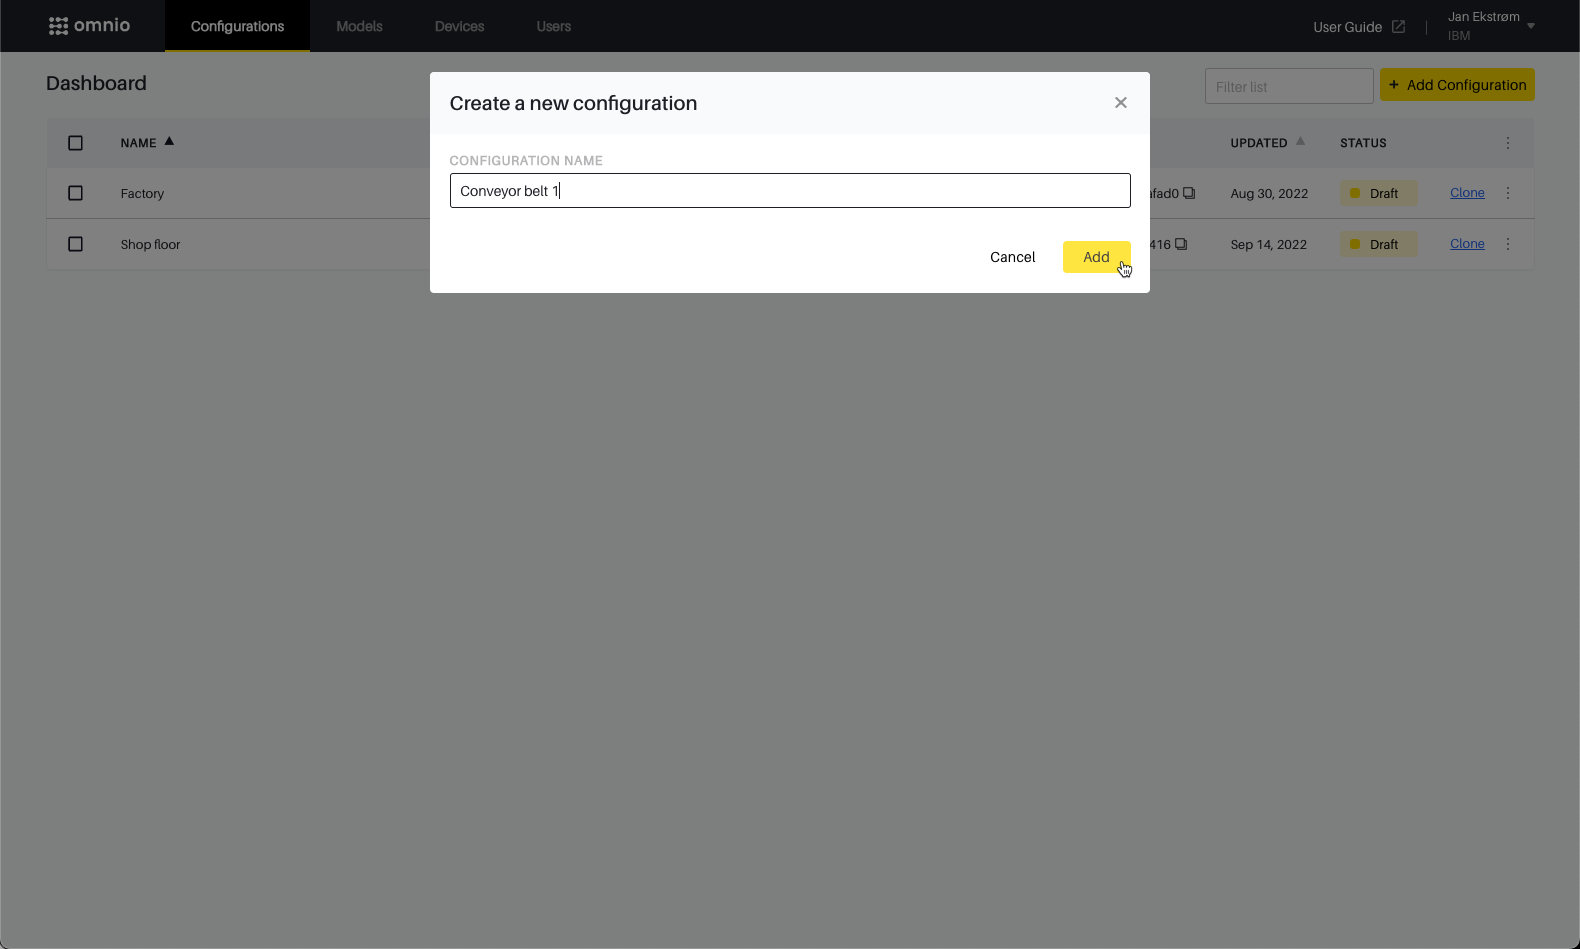 omnio
Configurations
Models
Devices
Users
User Guide
Jan Ekstrøm
IBM
Dashboard
Filter list
+ Add Configuration
Create a new configuration
CONFIGURATION NAME
Conveyor belt 1
Cancel
Add
NAME
UPDATED
STATUS
Factory
afad0
Aug 30, 2022
Draft
Clone
Shop floor
416
Sep 14, 2022
Draft
Clone